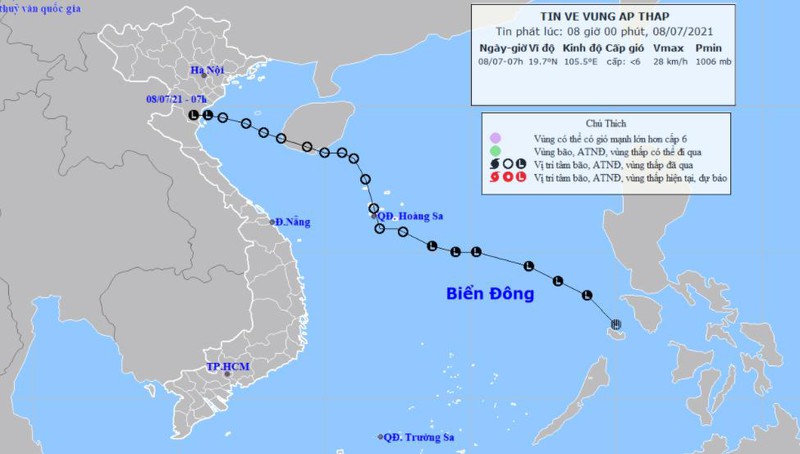 thuỷ văn quốc gia
TIN VE VUNG AP THAP
Tin phát lúc: 08 giờ 00 phút, 08/07/2021
Ngày-giờ Vĩ độ Kinh độ Cấp gió Vmax Pmin
08/07-07h 19.7°N 105.5°E cấp: <6 28 km/h 1006 mb
Chú Thích
Vùng có thể có gió mạnh lớn hơn cấp 6
Vùng bão, ATNĐ, vùng thấp có thể đi qua
Vị trí tâm bão, ATNĐ, vùng thấp đã qua
Vị trí tâm bão, ATNĐ, vùng thấp hiện tại, dự báo
Hà Nội
08/07/21 - 07h
QĐ. Hoàng Sa
Đ.Nẵng
Biển Đông
TP.HCM
QĐ. Trường Sa